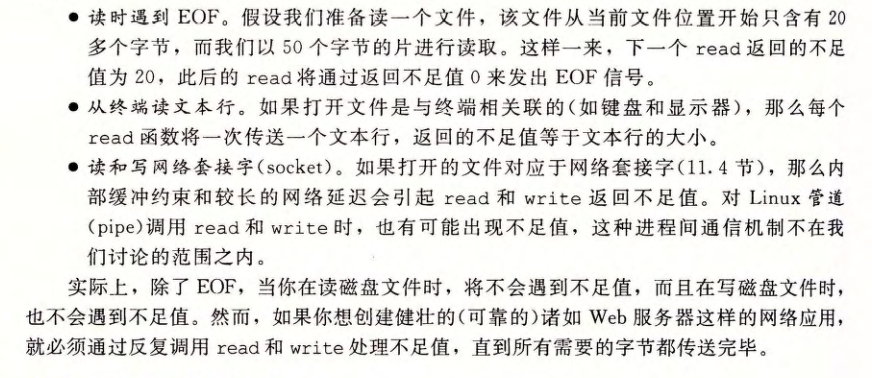 ● 读时遇到 EOF。假设我们准备读一个文件，该文件从当前文件位置开始只含有 20
多个字节，而我们以 50 个字节的片进行读取。这样一来，下一个 read 返回的不足
值为 20，此后的 read 将通过返回不足值 0 来发出 EOF 信号。
● 从终端读文本行。如果打开文件是与终端相关联的(如键盘和显示器)，那么每个
read 函数将一次传送一个文本行，返回的不足值等于文本行的大小。
● 读和写网络套接字(socket)。如果打开的文件对应于网络套接字(11.4 节)，那么内
部缓冲约束和较长的网络延迟会引起 read 和 write 返回不足值。对 Linux 管道
(pipe)调用 read 和 write 时，也有可能出现不足值，这种进程间通信机制不在我
们讨论的范围之内。
实际上，除了 EOF，当你在读磁盘文件时，将不会遇到不足值，而且在写磁盘文件时，
也不会遇到不足值。然而，如果你想创建健壮的(可靠的)诸如 Web 服务器这样的网络应用，
就必须通过反复调用 read 和 write 处理不足值，直到所有需要的字节都传送完毕。